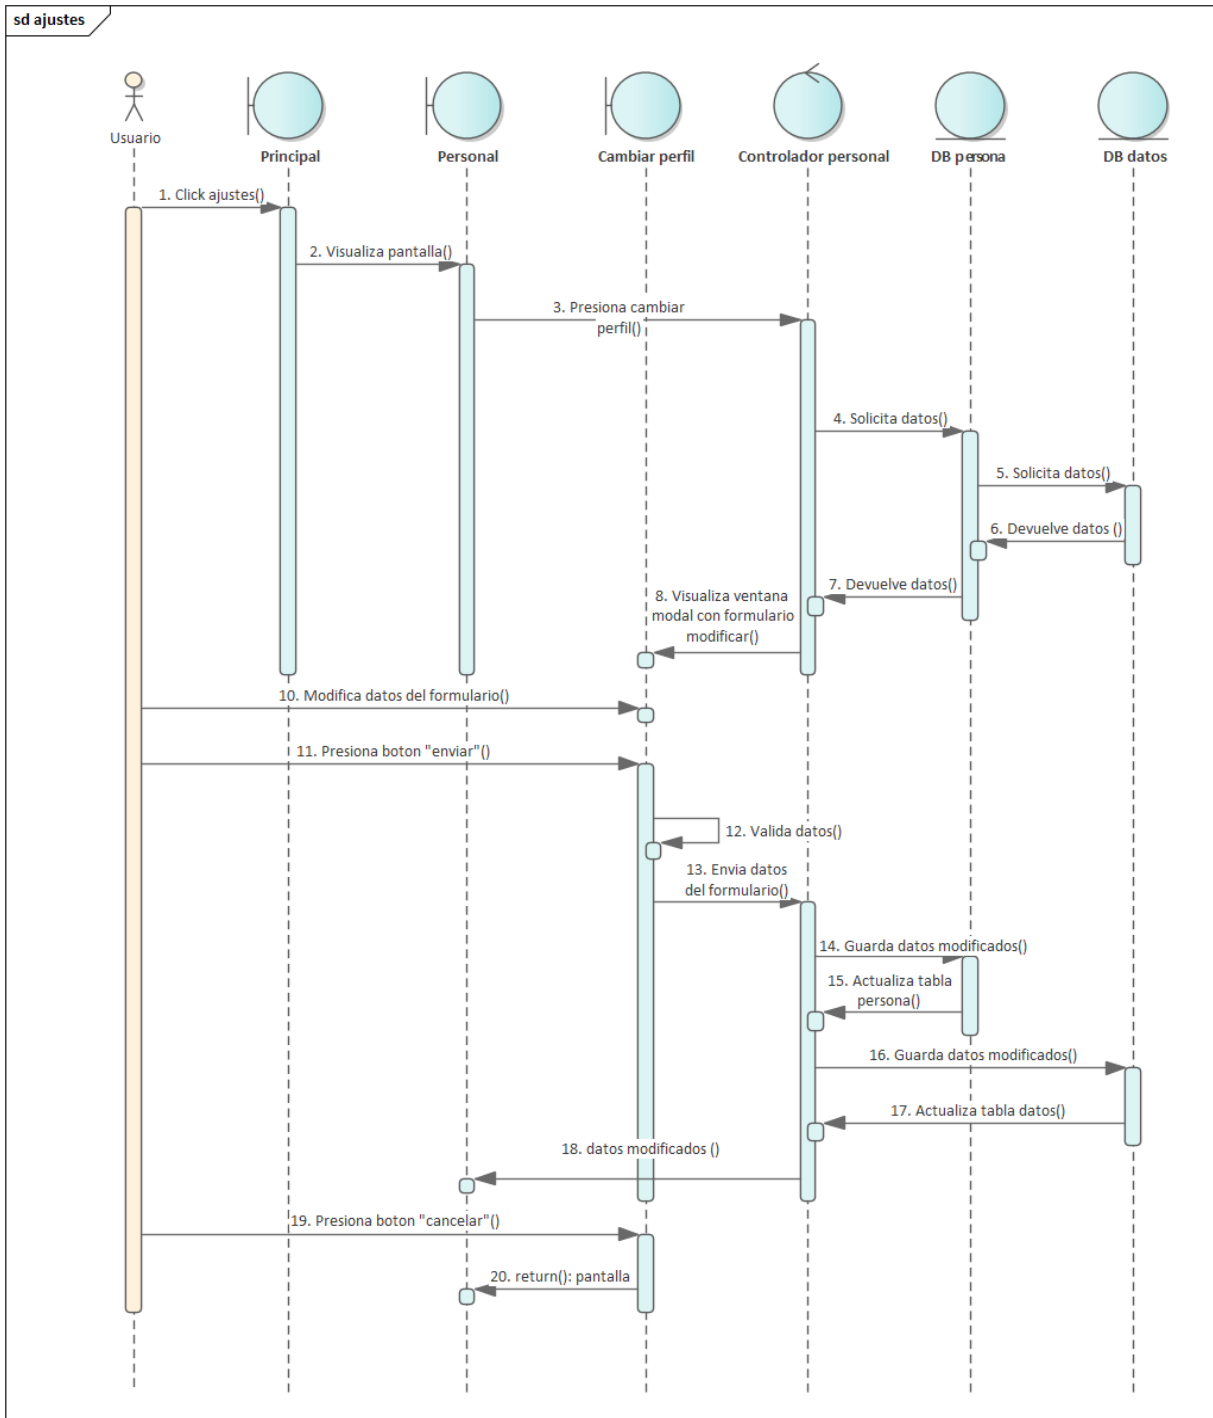 sd ajustes
Usuario
Principal
Personal
Cambiar perfil
Controlador personal
DB persona
DB datos
1. Click ajustes()
2. Visualiza pantalla()
3. Presiona cambiar
perfil()
4. Solicita datos()
5. Solicita datos()
6. Devuelve datos ()
7. Devuelve datos()
8. Visualiza ventana
modal con formulario
modificar()
10. Modifica datos del formulario()
11. Presiona boton "enviar"()
12. Valida datos()
13. Envia datos
del formulario()
14. Guarda datos modificados()
15. Actualiza tabla
persona()
16. Guarda datos modificados()
17. Actualiza tabla datos()
18. datos modificados ()
19. Presiona boton "cancelar"()
20. return(): pantalla